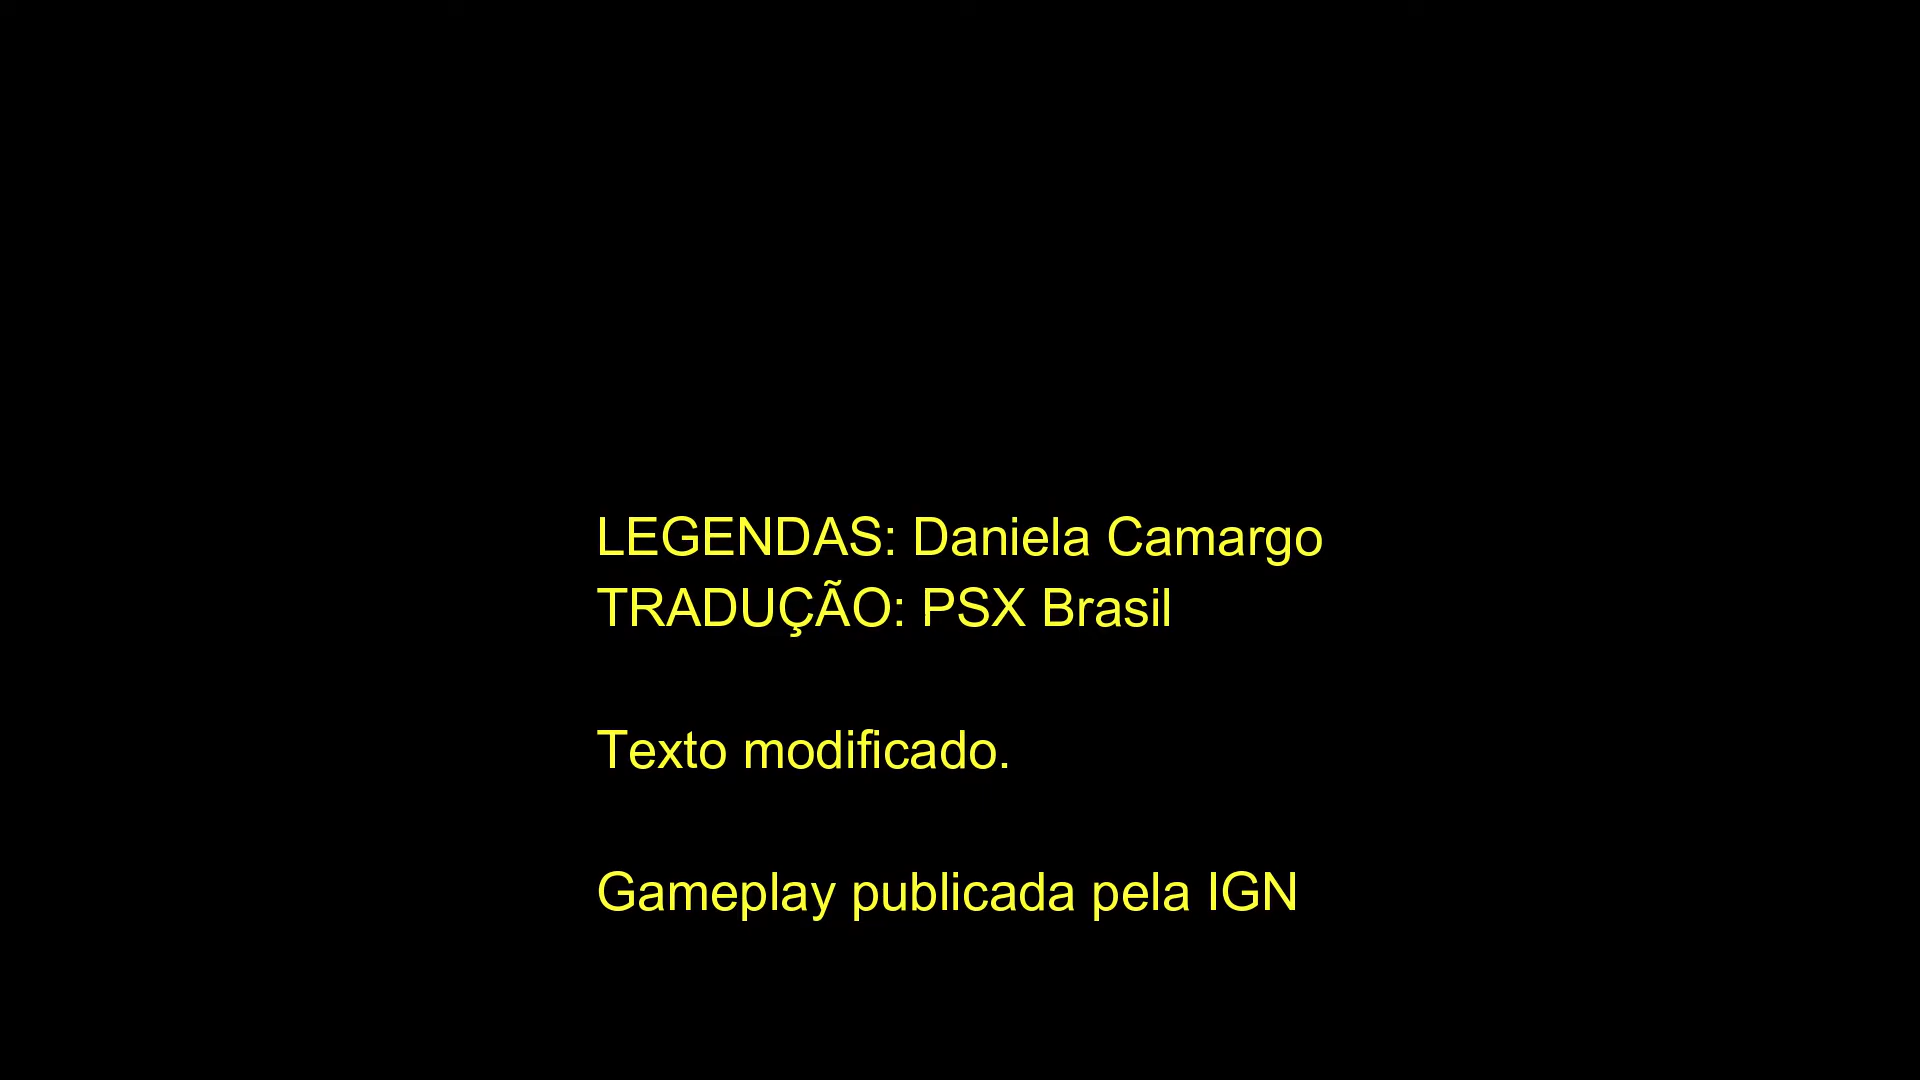 LEGENDAS: Daniela Camargo
TRADUÇÃO: PSX Brasil
Texto modificado.
Gameplay publicada pela IGN